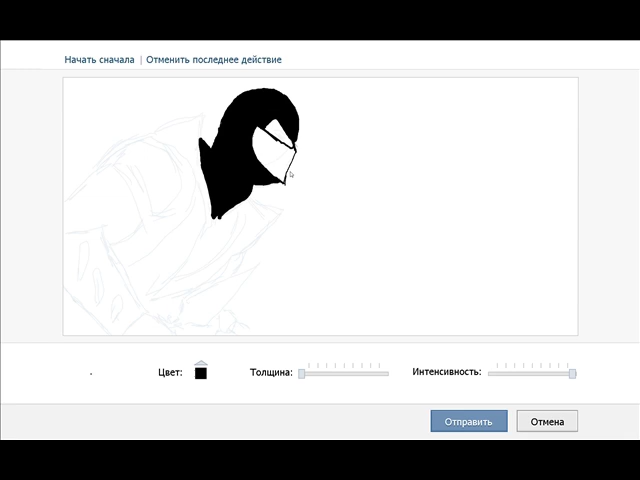 Начать сначала | Отменить последнее действие
Цвет: Толщина: Интенсивность:
Отправить Отмена